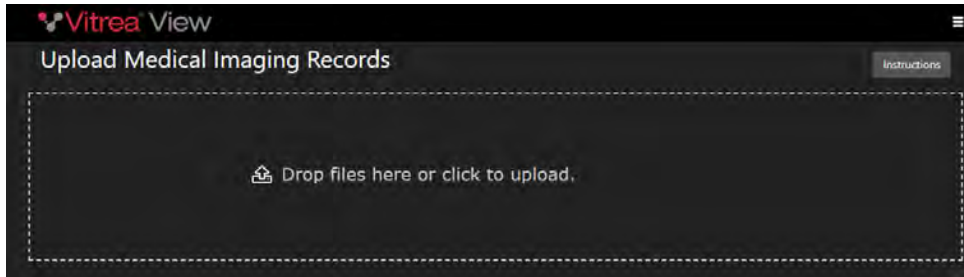 Vitrea View
Upload Medical Imaging Records
Instructions
Drop files here or click to upload.